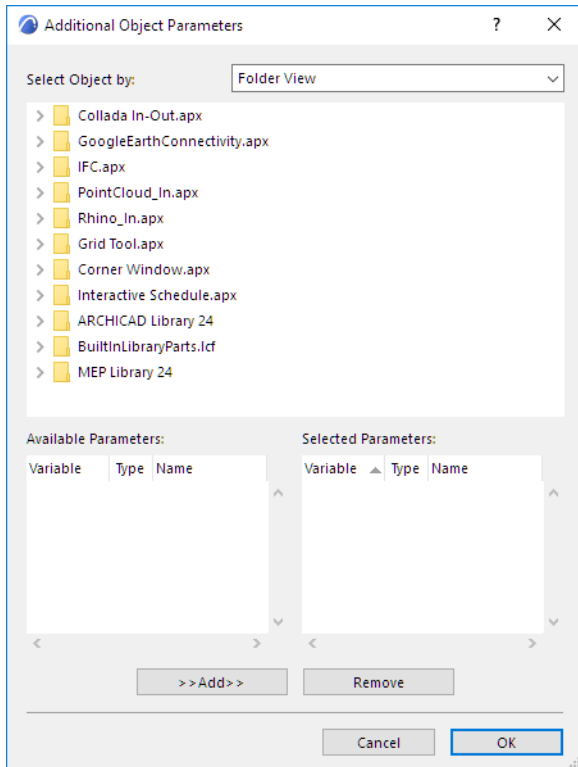 Additional Object Parameters ?
Select Object by: Folder View
Collada In-Out.apx
GoogleEarthConnectivity.apx
IFC.apx
PointCloud_In.apx
Rhino_In.apx
Grid Tool.apx
Corner Window.apx
Interactive Schedule.apx
ARCHICAD Library 24
BuiltInLibraryParts.lcf
MEP Library 24
Available Parameters: Selected Parameters:
Variable Type Name Variable Type Name
>>Add>> Remove
Cancel OK